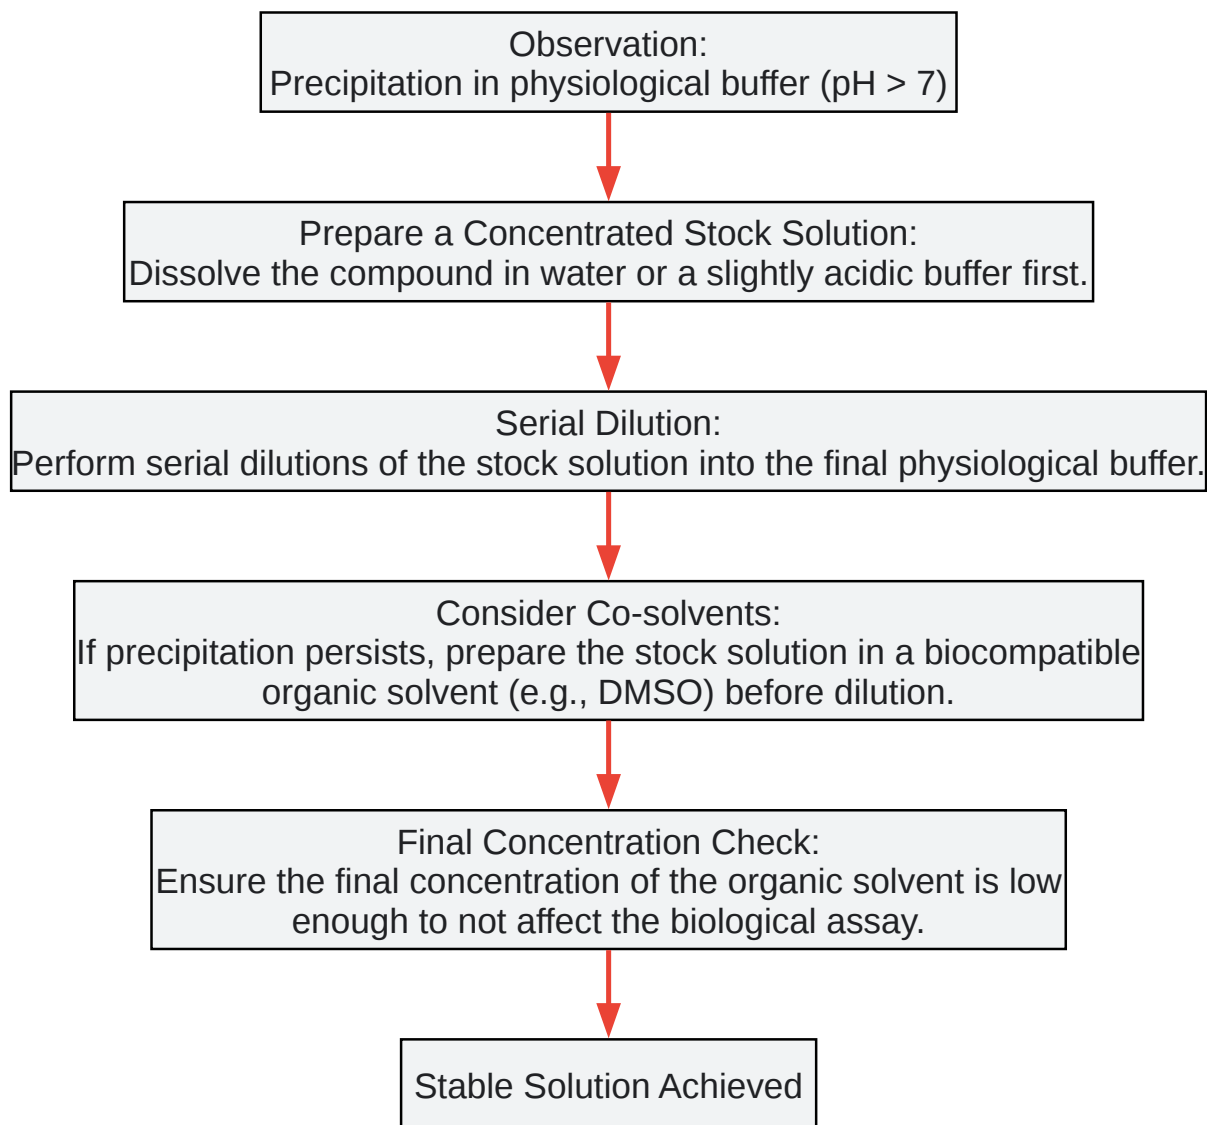 Observation:
Precipitation in physiological buffer (pH > 7)
Prepare a Concentrated Stock Solution:
Dissolve the compound in water or a slightly acidic buffer first.
Serial Dilution:
Perform serial dilutions of the stock solution into the final physiological buffer.
Consider Co-solvents:
If precipitation persists, prepare the stock solution in a biocompatible
organic solvent (e.g., DMSO) before dilution.
Final Concentration Check:
Ensure the final concentration of the organic solvent is low
enough to not affect the biological assay.
Stable Solution Achieved